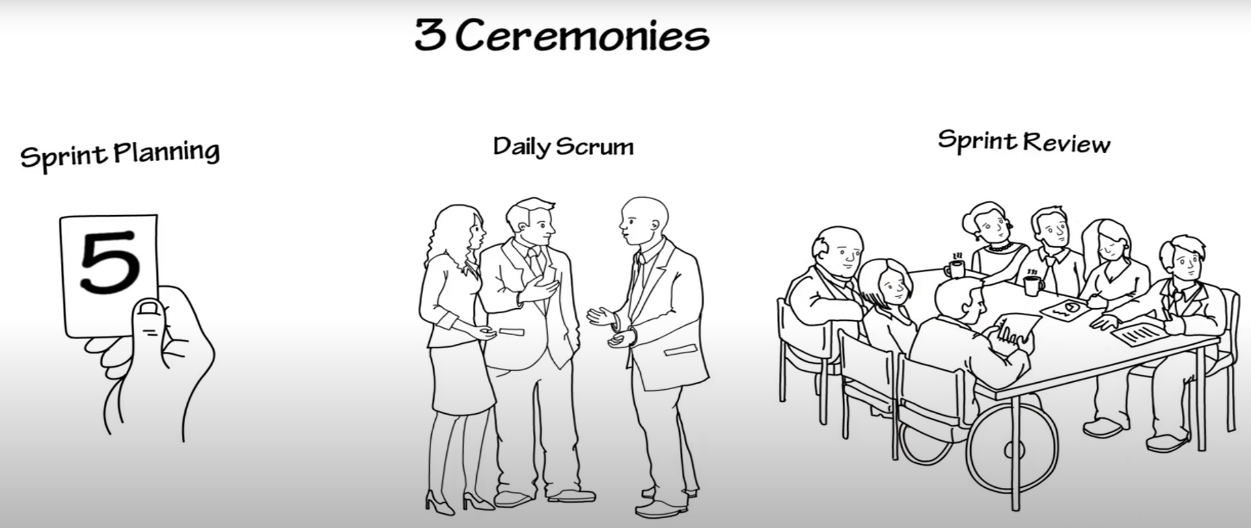 3 Ceremonies
Sprint Planning
Daily Scrum
Sprint Review
5